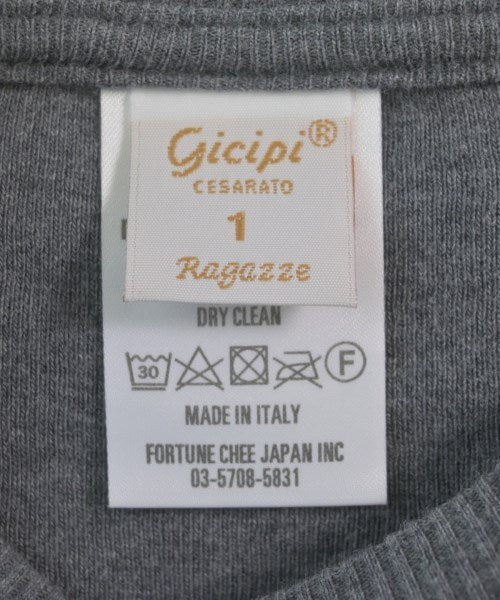 Gicipi®
CESARATO
1
Ragazze
DRY CLEAN
30 F
MADE IN ITALY
FORTUNE CHEE JAPAN INC
03-5708-5831